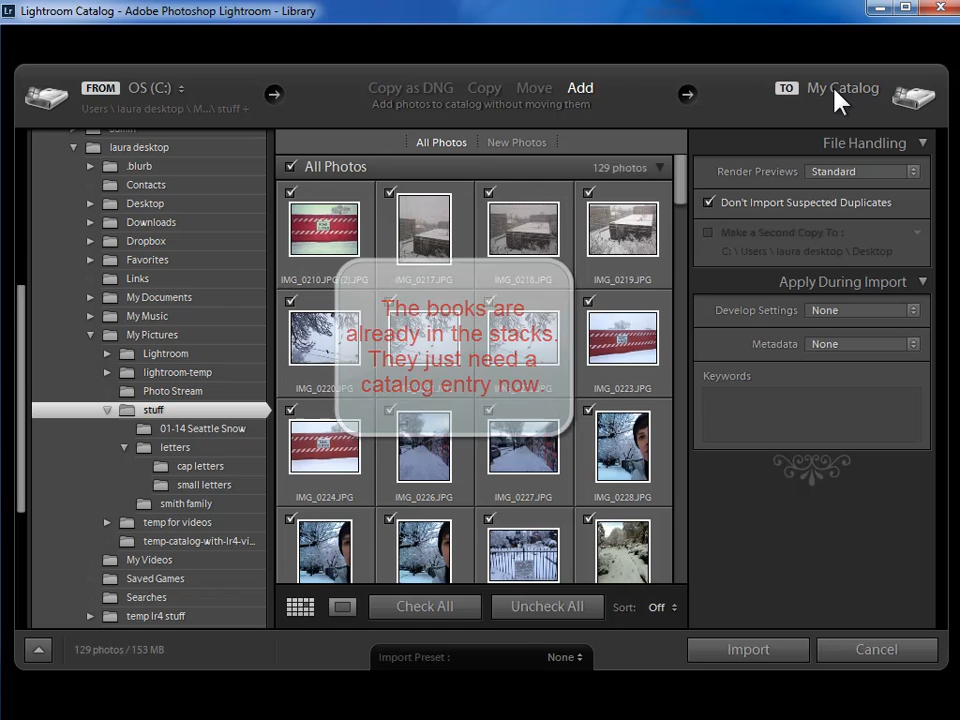 Lr Lightroom Catalog - Adobe Photoshop Lightroom - Library
FROM OS (C:)
Users \ laura desktop \ M...\ stuff +
Copy as DNG Copy Move Add
Add photos to catalog without moving them
TO My Catalog
laura desktop
.blurb
Contacts
Desktop
Downloads
Dropbox
Favorites
Links
My Documents
My Music
My Pictures
Lightroom
lightroom-temp
Photo Stream
stuff
01-14 Seattle Snow
letters
cap letters
small letters
smith family
temp for videos
temp-catalog-with-lr4-vi...
My Videos
Saved Games
Searches
temp lr4 stuff
All Photos New Photos
All Photos 129 photos
IMG_0210.JPG (2).JPG IMG_0217.JPG IMG_0218.JPG IMG_0219.JPG
IMG_0220.JPG IMG_0223.JPG
The books are
already in the stacks.
They just need a
catalog entry now.
IMG_0224.JPG IMG_0226.JPG IMG_0227.JPG IMG_0228.JPG
Check All Uncheck All Sort: Off
File Handling
Render Previews Standard
Don't Import Suspected Duplicates
Make a Second Copy To :
C: \ Users \ laura desktop \ Desktop
Apply During Import
Develop Settings None
Metadata None
Keywords
129 photos / 153 MB
Import Preset : None
Import Cancel